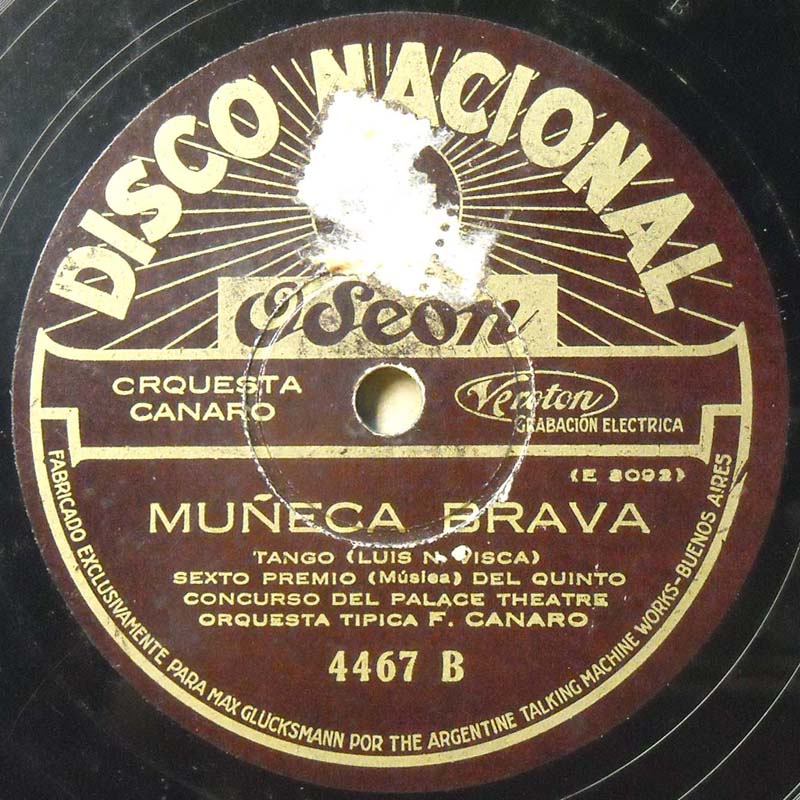 DISCO NACIONAL
Odeon
ORQUESTA
CANARO
Veroton
GRABACIÓN ELECTRICA
(E 3092)
MUÑECA BRAVA
TANGO (LUIS N. VISCA)
SEXTO PREMIO (Música) DEL QUINTO
CONCURSO DEL PALACE THEATRE
ORQUESTA TIPICA F. CANARO
4467 B
FABRICADO EXCLUSIVAMENTE PARA MAX GLUCKSMANN POR THE ARGENTINE TALKING MACHINE WORKS-BUENOS AIRES